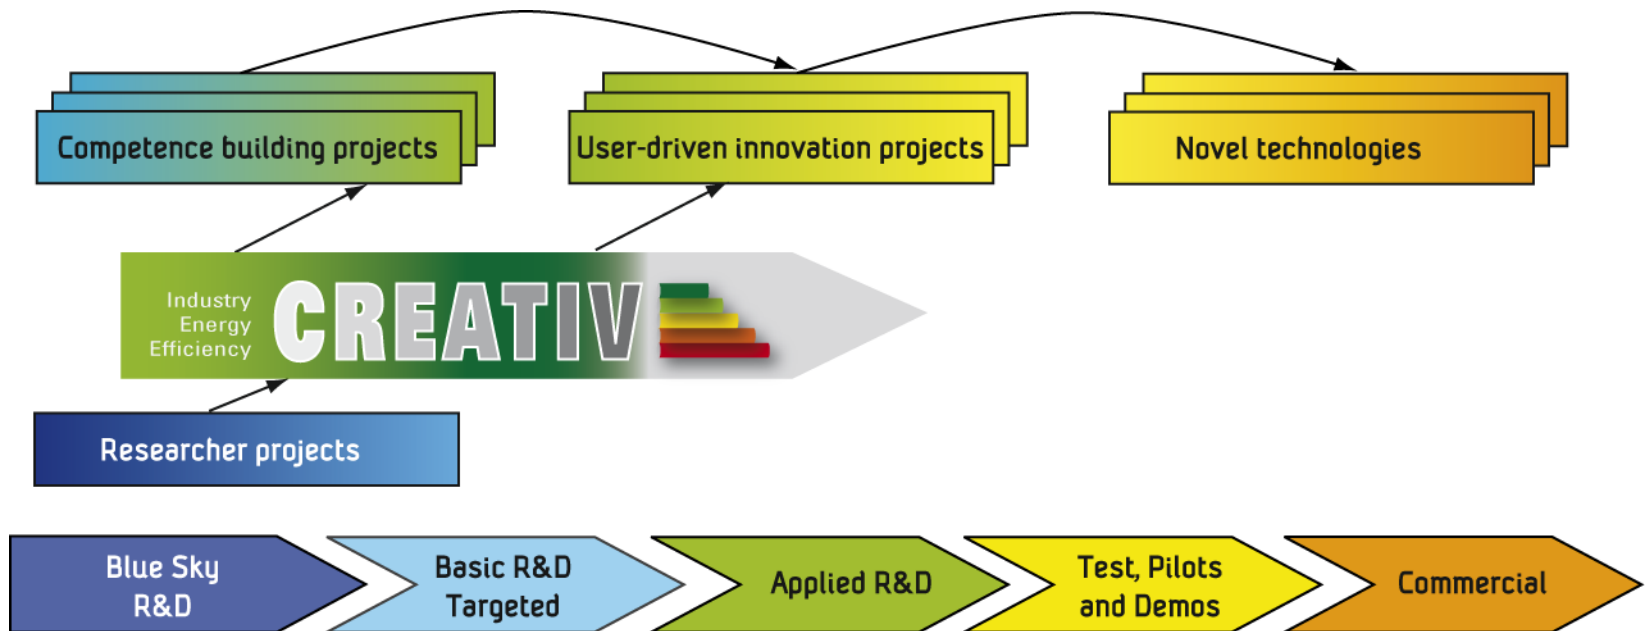 Competence building projects
User-driven innovation projects
Novel technologies
Industry
Energy
Efficiency
CREATIV
Researcher projects
Blue Sky
R&D
Basic R&D
Targeted
Applied R&D
Test, Pilots
and Demos
Commercial